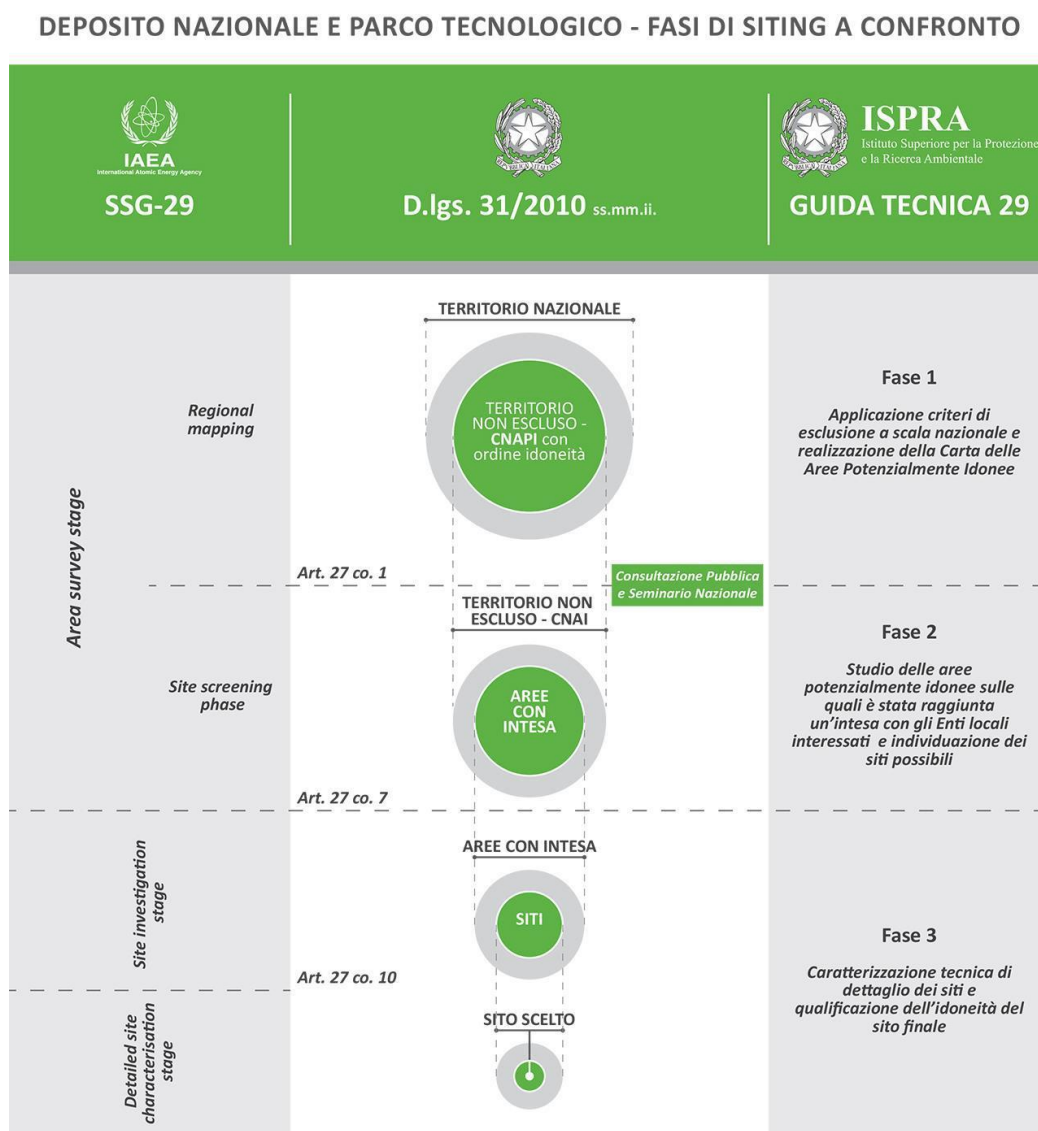 DEPOSITO NAZIONALE E PARCO TECNOLOGICO - FASI DI SITING A CONFRONTO
IAEA
International Atomic Energy Agency
SSG-29
REPVBBLICA ITALIANA
D.lgs. 31/2010 ss.mm.ii.
REPVBBLICA ITALIANA
ISPRA
Istituto Superiore per la Protezione
e la Ricerca Ambientale
GUIDA TECNICA 29
Area survey stage
Regional
mapping
TERRITORIO NAZIONALE
TERRITORIO
NON ESCLUSO -
CNAPI con
ordine idoneità
Fase 1
Applicazione criteri di
esclusione a scala nazionale e
realizzazione della Carta delle
Aree Potenzialmente Idonee
Art. 27 co. 1
Consultazione Pubblica
e Seminario Nazionale
Site screening
phase
TERRITORIO NON
ESCLUSO - CNAI
AREE
CON
INTESA
Fase 2
Studio delle aree
potenzialmente idonee sulle
quali è stata raggiunta
un’intesa con gli Enti locali
interessati e individuazione dei
siti possibili
Art. 27 co. 7
Site investigation
stage
AREE CON INTESA
SITI
Art. 27 co. 10
Detailed site
characterisation
stage
SITO SCELTO
Fase 3
Caratterizzazione tecnica di
dettaglio dei siti e
qualificazione dell’idoneità del
sito finale